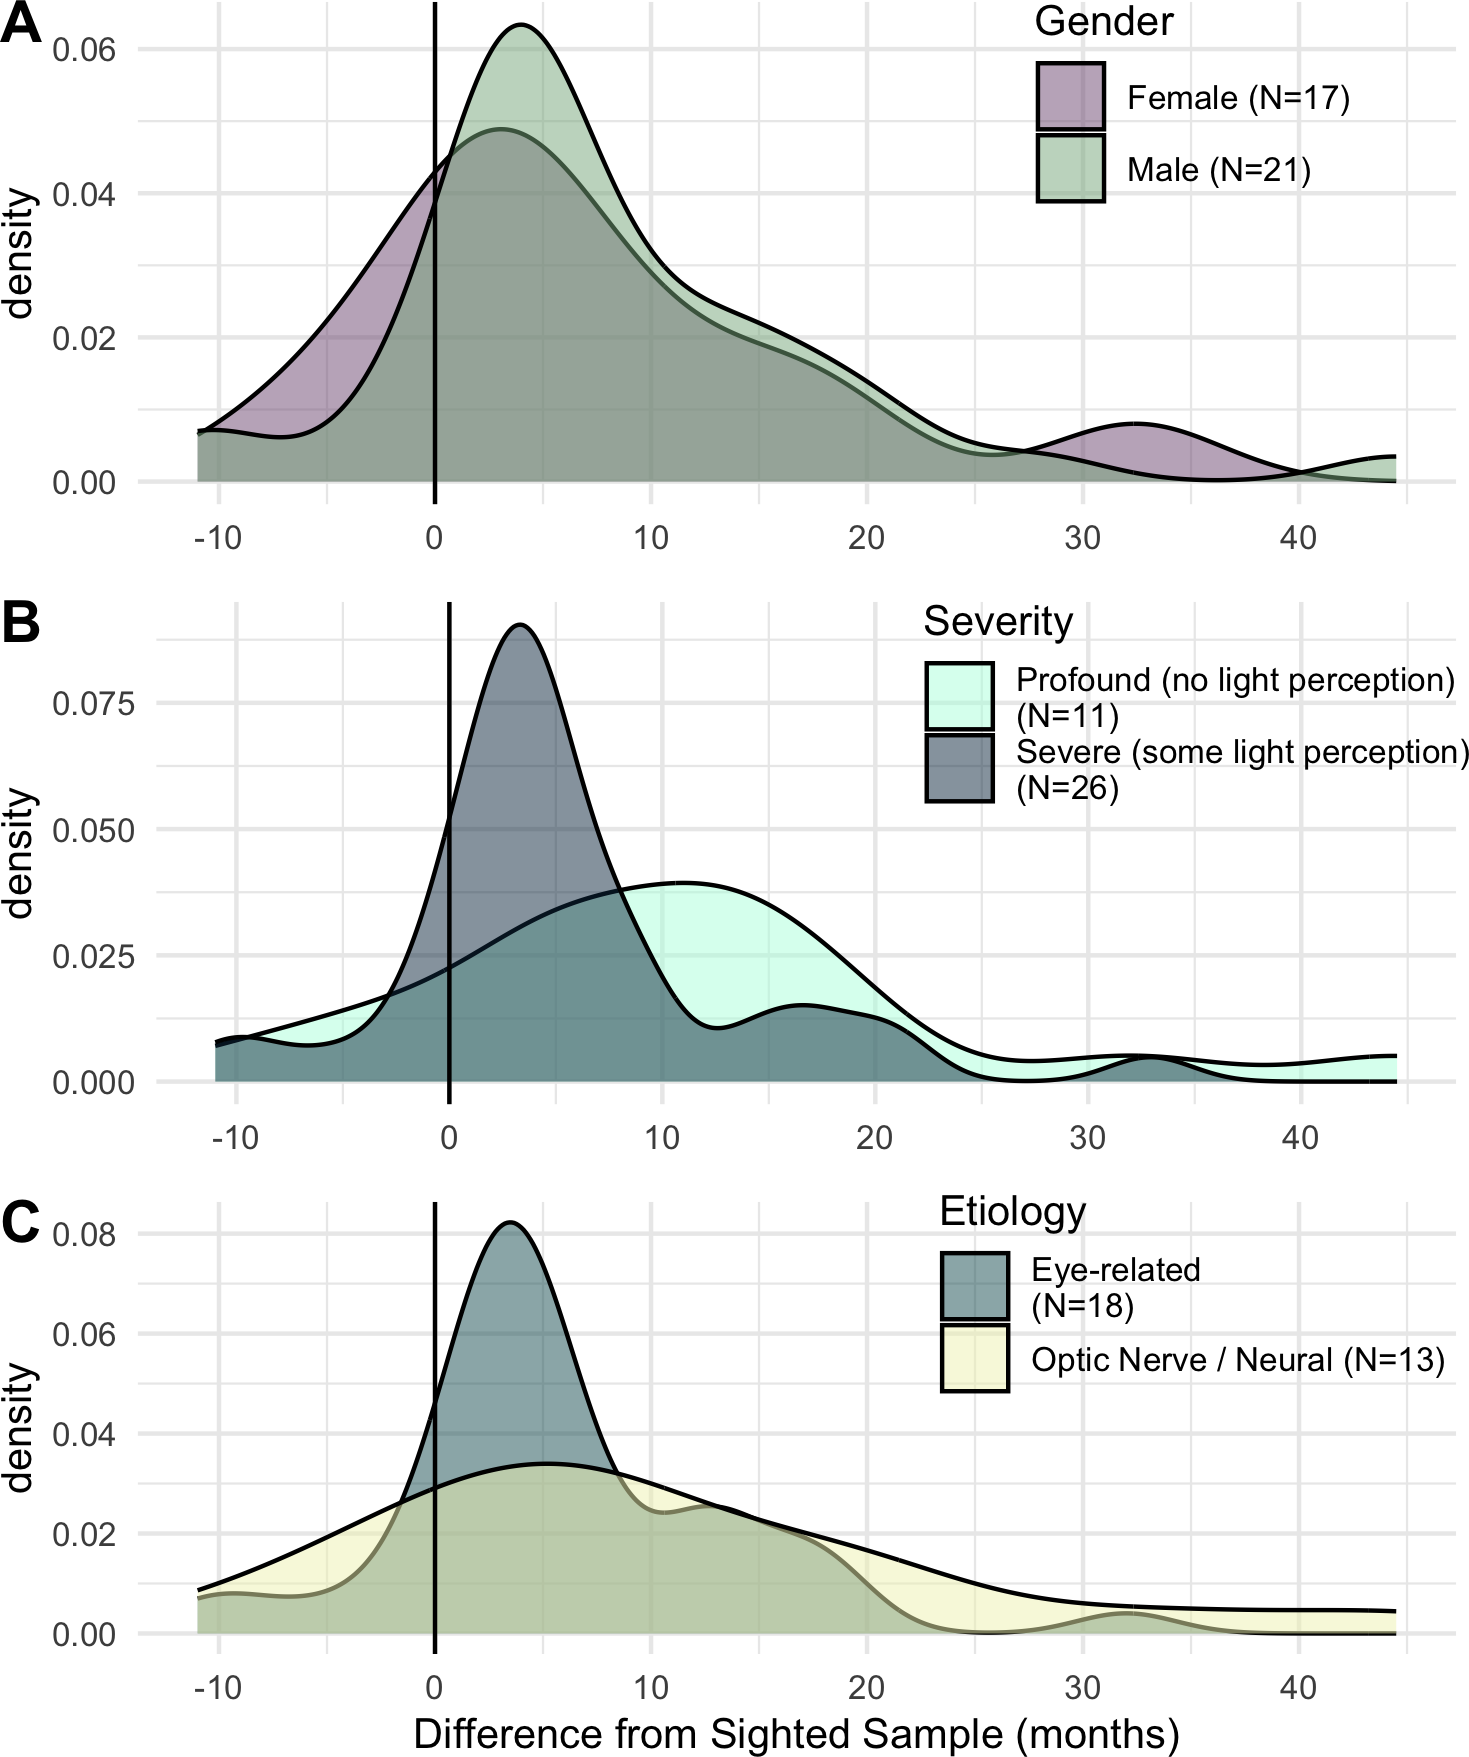 A
Gender
Female (N=17)
Male (N=21)
density
0.06
0.04
0.02
0.00
-10 0 10 20 30 40
B
Severity
Profound (no light perception)
(N=11)
Severe (some light perception)
(N=26)
density
0.075
0.050
0.025
0.000
-10 0 10 20 30 40
C
Etiology
Eye-related
(N=18)
Optic Nerve / Neural (N=13)
density
0.08
0.06
0.04
0.02
0.00
-10 0 10 20 30 40
Difference from Sighted Sample (months)